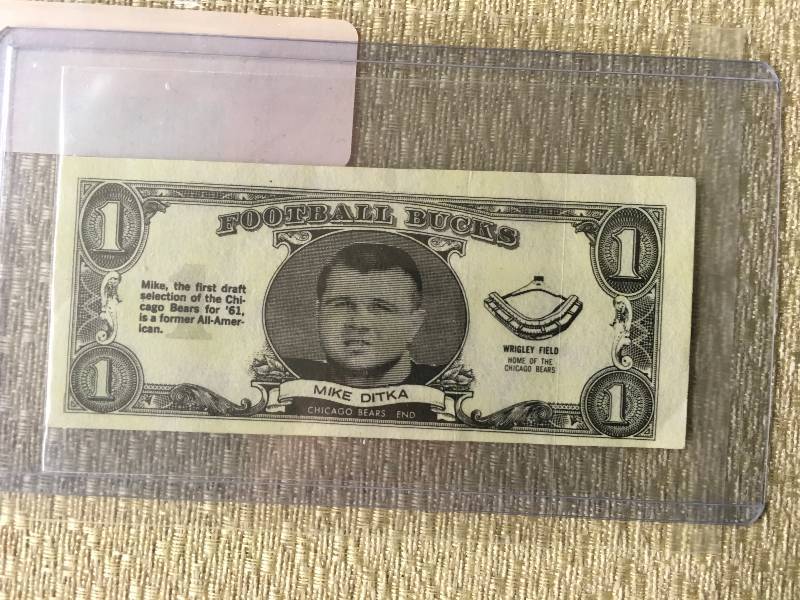 FOOTBALL BUCKS
1
1
1
Mike, the first draft
selection of the Chi-
cago Bears for '61,
is a former All-Amer-
ican.
WRIGLEY FIELD
HOME OF THE
CHICAGO BEARS
MIKE DITKA
CHICAGO BEARS END
1
1